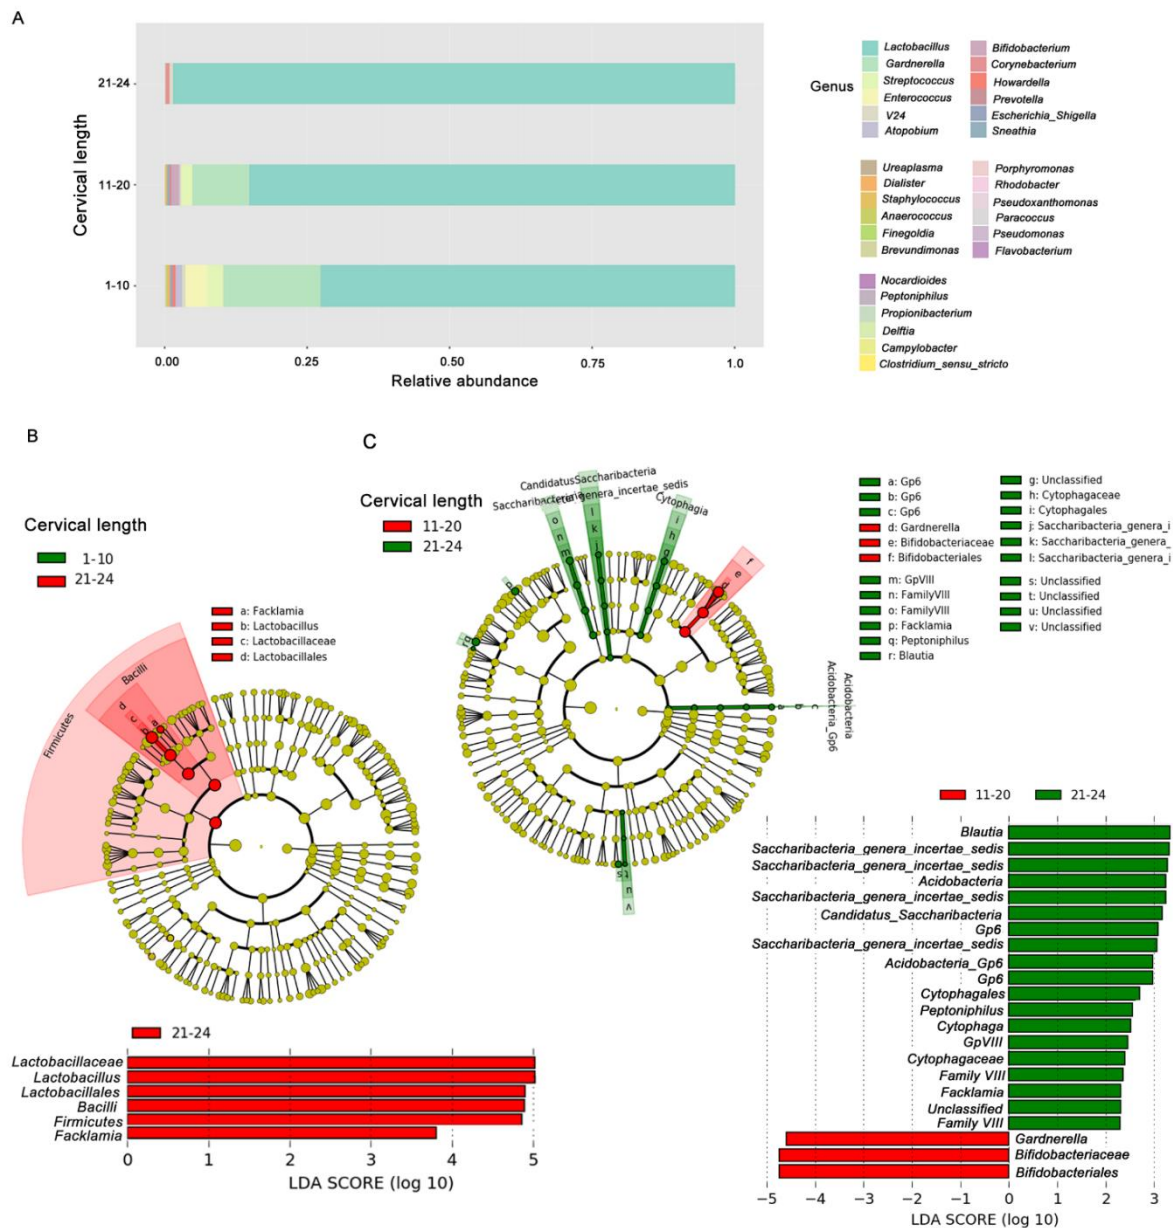 A
Cervical length
21-24
11-20
1-10
0.00
0.25
0.50
0.75
1.0
Relative abundance
Genus
Lactobacillus
Gardnerella
Streptococcus
Enterococcus
V24
Atopobium
Bifidobacterium
Corynebacterium
Howardella
Prevotella
Escherichia_Shigella
Sneathia
Ureaplasma
Dialister
Staphylococcus
Anaerococcus
Finegoldia
Brevundimonas
Porphyromonas
Rhodobacter
Pseudoxanthomonas
Paracoccus
Pseudomonas
Flavobacterium
Nocardioides
Peptoniphilus
Propionibacterium
Delftia
Campylobacter
Clostridium_sensu_stricto
B
Cervical length
1-10
21-24
a: Facklamia
b: Lactobacillus
c: Lactobacillaceae
d: Lactobacillales
Firmicutes
Bacilli
d
c
a
21-24
Lactobacillaceae
Lactobacillus
Lactobacillales
Bacilli
Firmicutes
Facklamia
0 1 2 3 4 5
LDA SCORE (log 10)
C
Cervical length
11-20
21-24
Candidatus_Saccharibacteria
genera_incertae_sedis
Cytophagia
o
n
m
l
k
j
i
h
g
f
e
d
Acidobacteria
Acidobacteria_Gp6
c
b
a
s
t
u
v
a: Gp6
b: Gp6
c: Gp6
d: Gardnerella
e: Bifidobacteriaceae
f: Bifidobacteriales
g: Unclassified
h: Cytophagaceae
i: Cytophagales
j: Saccharibacteria_genera_i
k: Saccharibacteria_genera_
l: Saccharibacteria_genera_i
m: GpVIII
n: FamilyVIII
o: FamilyVIII
p: Facklamia
q: Peptoniphilus
r: Blautia
s: Unclassified
t: Unclassified
u: Unclassified
v: Unclassified
11-20
21-24
Blautia
Saccharibacteria_genera_incertae_sedis
Saccharibacteria_genera_incertae_sedis
Acidobacteria
Saccharibacteria_genera_incertae_sedis
Candidatus_Saccharibacteria
Gp6
Saccharibacteria_genera_incertae_sedis
Acidobacteria_Gp6
Gp6
Cytophagales
Peptoniphilus
Cytophaga
GpVIII
Cytophagaceae
Family VIII
Facklamia
Unclassified
Family VIII
Gardnerella
Bifidobacteriaceae
Bifidobacteriales
−5 −4 −3 −2 −1 0 1 2 3
LDA SCORE (log 10)